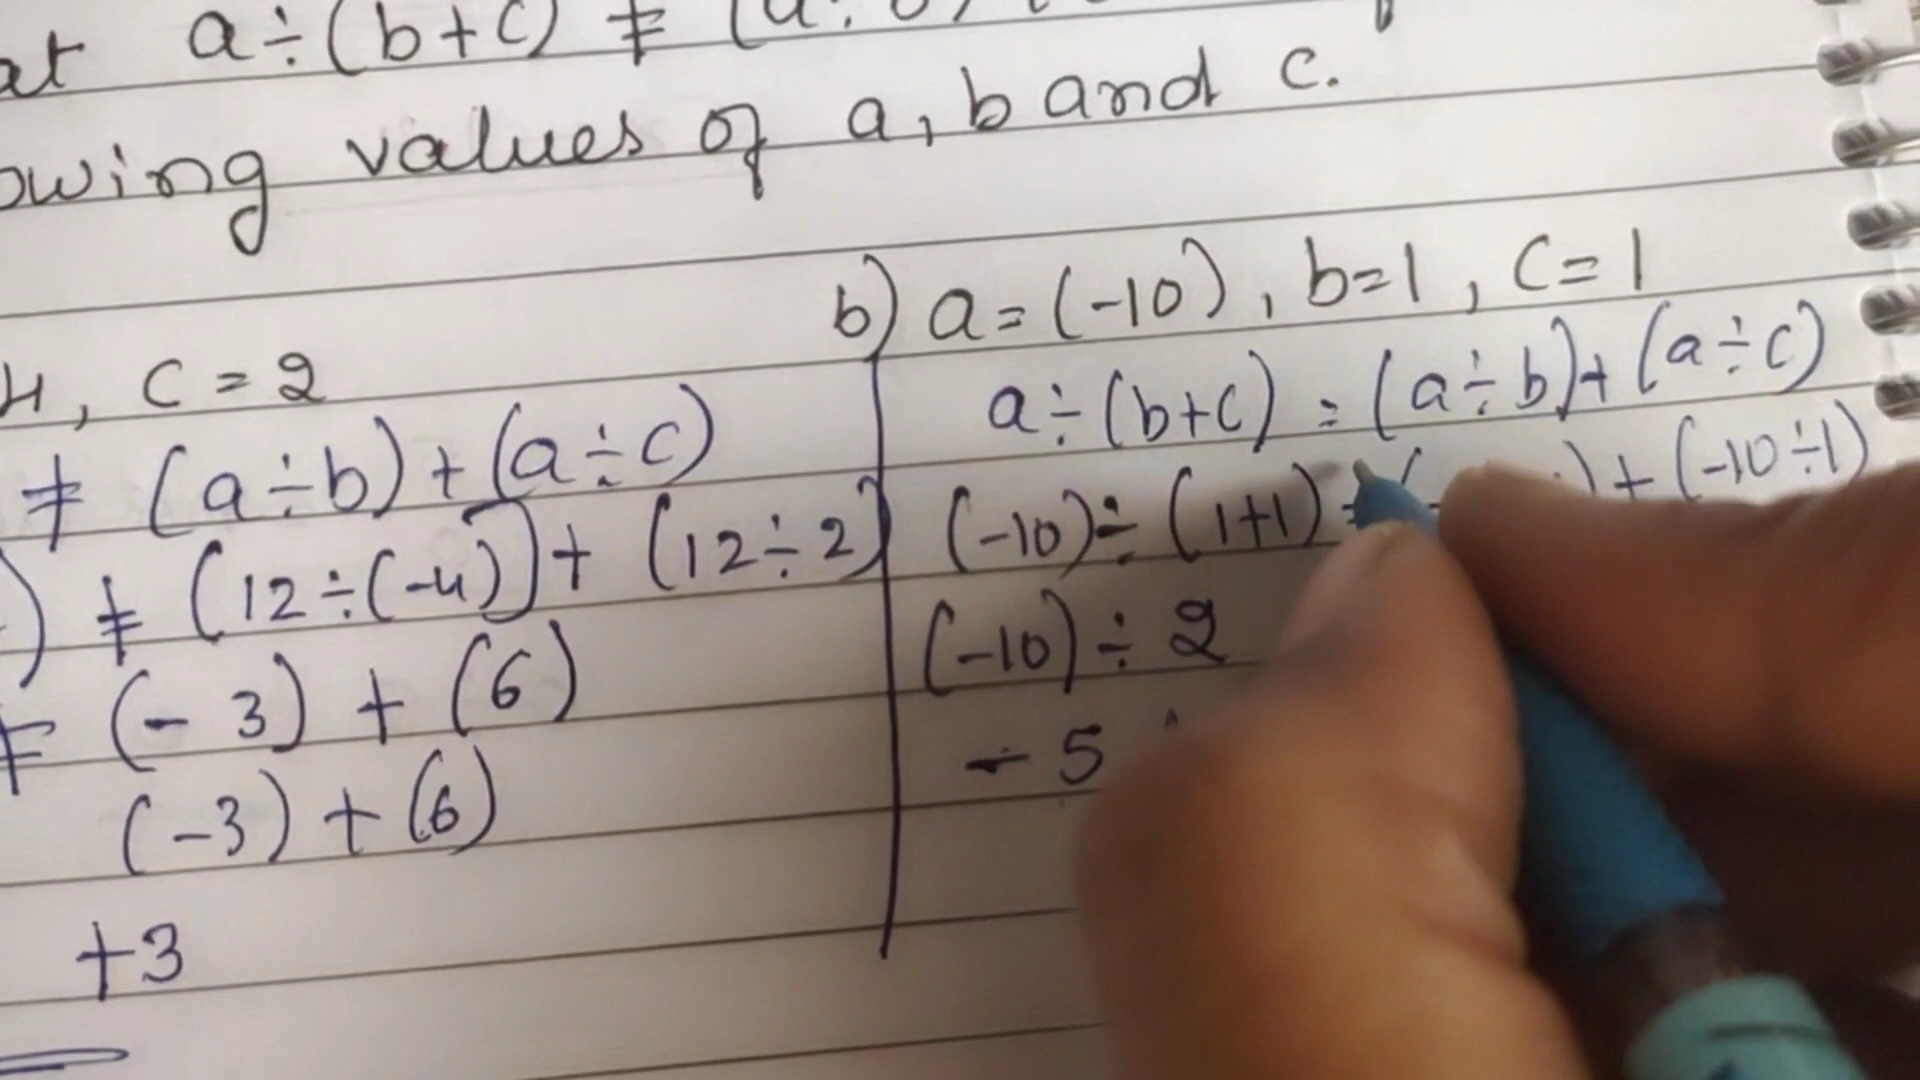 at a÷(b+c) ≠ (a÷b)
owing values of a, b and c.
4, c = 2
≠ (a÷b) + (a÷c)
) ≠ (12÷(-4)] + (12÷2)
≠ (-3) + (6)
(-3) + (6)
+3
b) a = (-10), b=1, c=1
a÷(b+c) = (a÷b)+(a÷c)
(-10)÷(1+1) ) + (-10÷1)
(-10) ÷ 2
-5